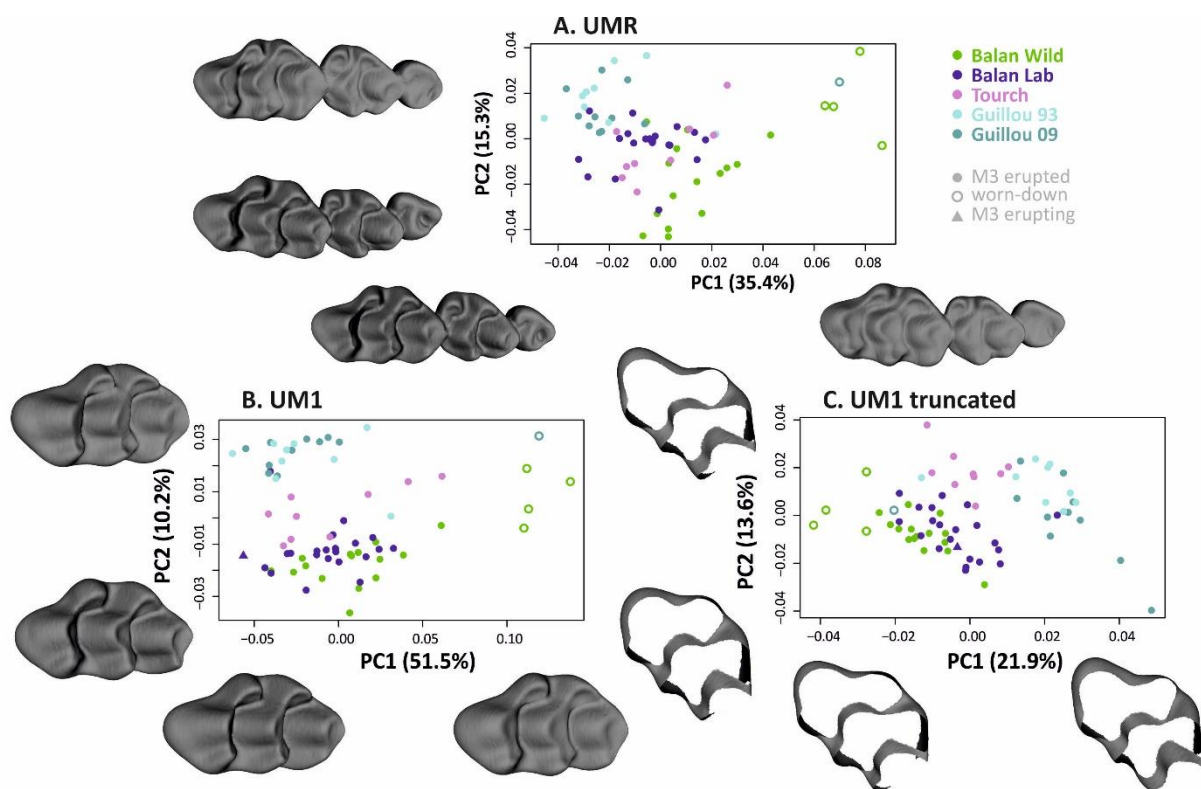 A. UMR
0.04
0.02
0.00
−0.02
−0.04
PC2 (15.3%)
−0.04 −0.02 0.00 0.02 0.04 0.06 0.08
PC1 (35.4%)
Balan Wild
Balan Lab
Tourch
Guillou 93
Guillou 09
M3 erupted
worn-down
M3 erupting
B. UM1
0.03
0.01
−0.01
−0.03
PC2 (10.2%)
−0.05 0.00 0.05 0.10
PC1 (51.5%)
C. UM1 truncated
0.04
0.02
0.00
−0.02
−0.04
PC2 (13.6%)
−0.04 −0.02 0.00 0.02 0.04
PC1 (21.9%)